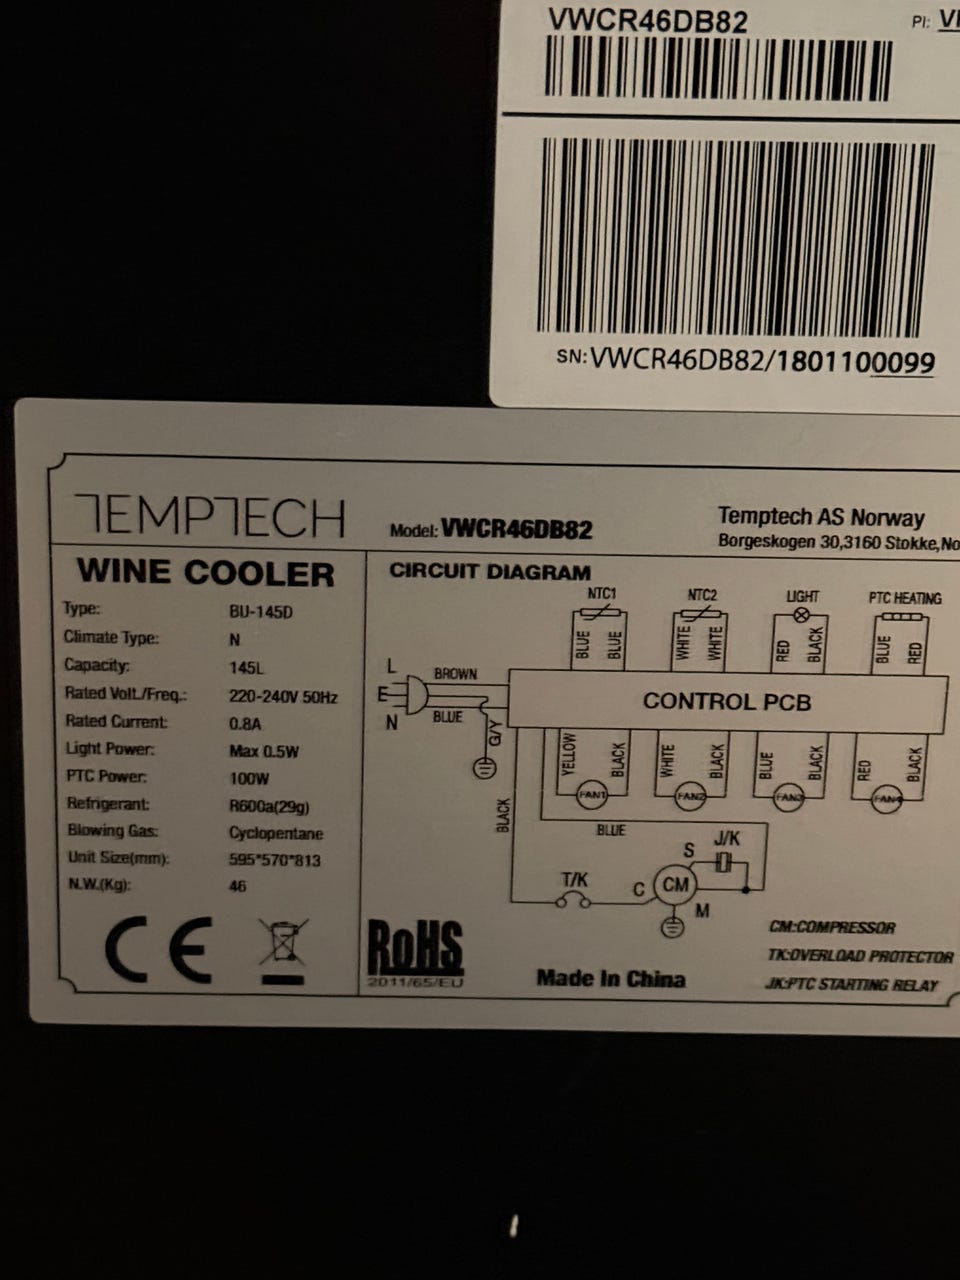 VWCR46DB82
PI:
SN:VWCR46DB82/1801100099
TEMPTECH
Model: VWCR46DB82
Temptech AS Norway
Borgeskogen 30,3160 Stokke,No
WINE COOLER
Type: BU-145D
Climate Type: N
Capacity: 145L
Rated Volt./Freq.: 220-240V 50Hz
Rated Current: 0.8A
Light Power: Max 0.5W
PTC Power: 100W
Refrigerant: R600a(29g)
Blowing Gas: Cyclopentane
Unit Size(mm): 595*570*813
N.W.(Kg): 46
CE
CIRCUIT DIAGRAM
NTC1
NTC2
LIGHT
PTC HEATING
BLUE
BLUE
WHITE
WHITE
RED
BLACK
BLUE
RED
L
E
N
BROWN
BLUE
G/Y
CONTROL PCB
YELLOW
BLACK
WHITE
BLACK
BLUE
BLACK
RED
BLACK
FAN1
FAN2
FAN3
FAN4
BLACK
BLUE
J/K
S
T/K
C
CM
M
RoHS
2011/65/EU
Made In China
CM:COMPRESSOR
TK:OVERLOAD PROTECTOR
JK:PTC STARTING RELAY